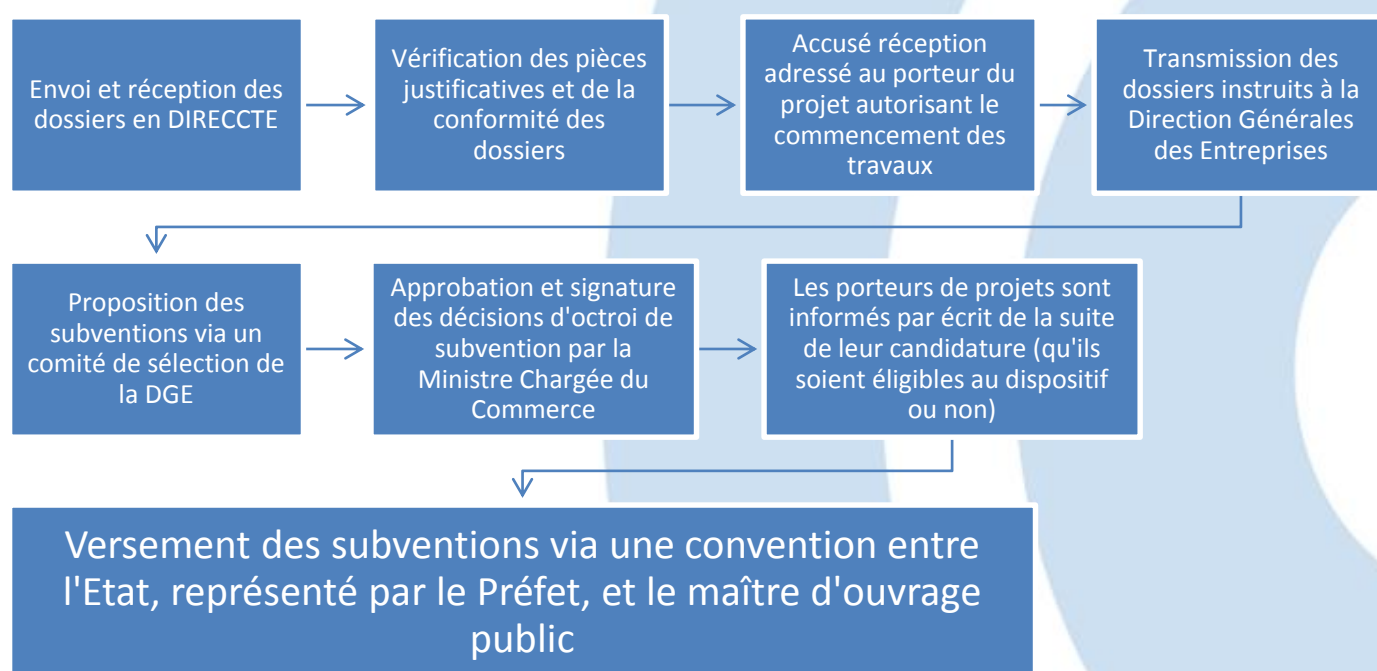 Envoi et réception des
dossiers en DIRECCTE
Vérification des pièces
justificatives et de la
conformité des
dossiers
Accusé réception
adressé au porteur du
projet autorisant le
commencement des
travaux
Transmission des
dossiers instruits à la
Direction Générales
des Entreprises
Proposition des
subventions via un
comité de sélection de
la DGE
Approbation et signature
des décisions d'octroi de
subvention par la
Ministre Chargée du
Commerce
Les porteurs de projets sont
informés par écrit de la suite
de leur candidature (qu'ils
soient éligibles au dispositif
ou non)
Versement des subventions via une convention entre
l'Etat, représenté par le Préfet, et le maître d'ouvrage
public